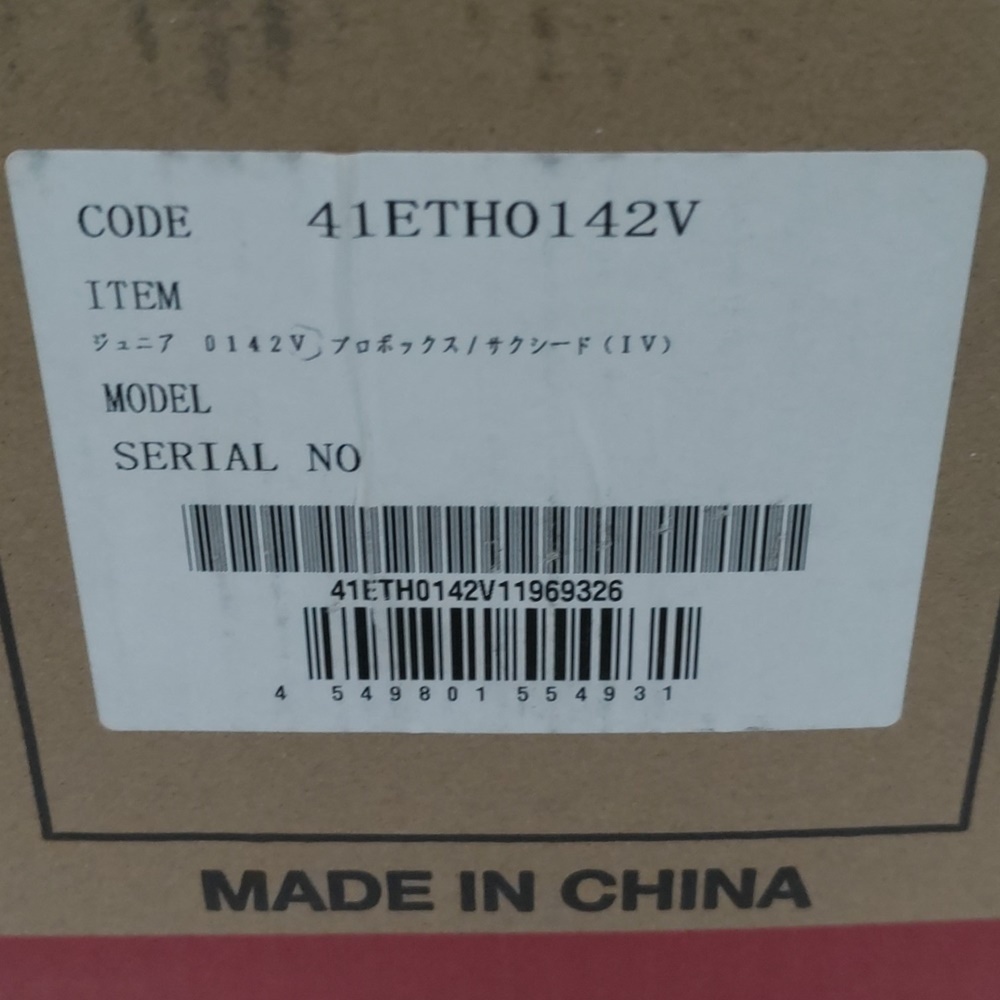 CODE 41ETH0142V
ITEM
ジュニア 0142V プロボックス/サクシード(IV)
MODEL
SERIAL NO
41ETH0142V11969326
4 549801 554931
MADE IN CHINA